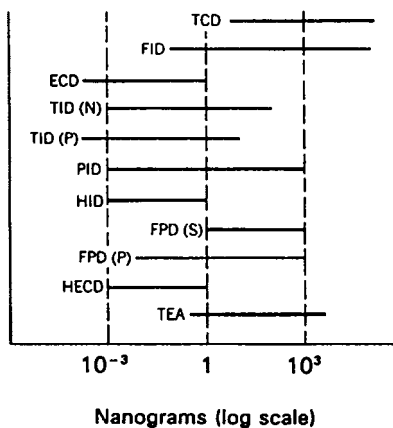 TCD
FID
ECD
TID (N)
TID (P)
PID
HID
FPD (S)
FPD (P)
HECD
TEA
10⁻³ 1 10³
Nanograms (log scale)